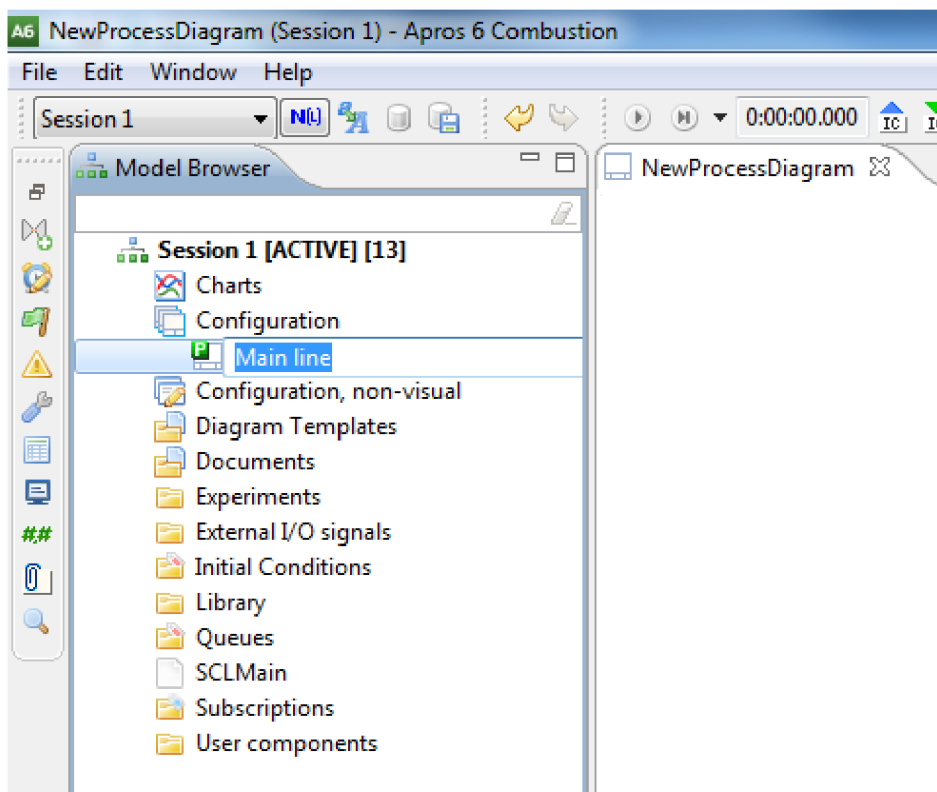 A6 NewProcessDiagram (Session 1) - Apros 6 Combustion
File Edit Window Help
Session 1 N(L) A 0:00:00.000 IC
Model Browser
NewProcessDiagram
Session 1 [ACTIVE] [13]
Charts
Configuration
P Main line
Configuration, non-visual
Diagram Templates
Documents
Experiments
#.# External I/O signals
Initial Conditions
Library
Queues
SCLMain
Subscriptions
User components